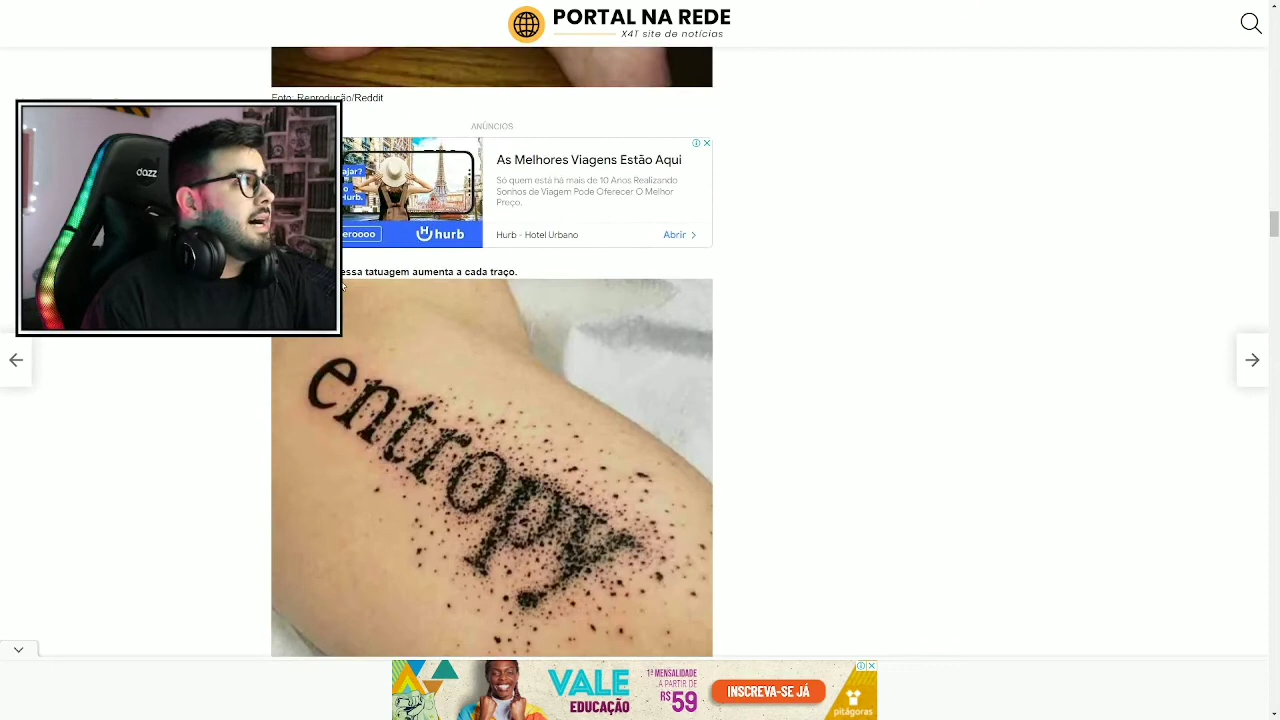 PORTAL NA REDE
X4T site de notícias
Foto: Reprodução/Reddit
dazz
ANÚNCIOS
As Melhores Viagens Estão Aqui
Só quem está há mais de 10 Anos Realizando
Sonhos de Viagem Pode Oferecer O Melhor
Preço.
Hurb.
hurb
Hurb - Hotel Urbano
Abrir
essa tatuagem aumenta a cada traço.
entropy
VALE
EDUCAÇÃO
1ª MENSALIDADE
A PARTIR DE
R$59
INSCREVA-SE JÁ
pitágoras